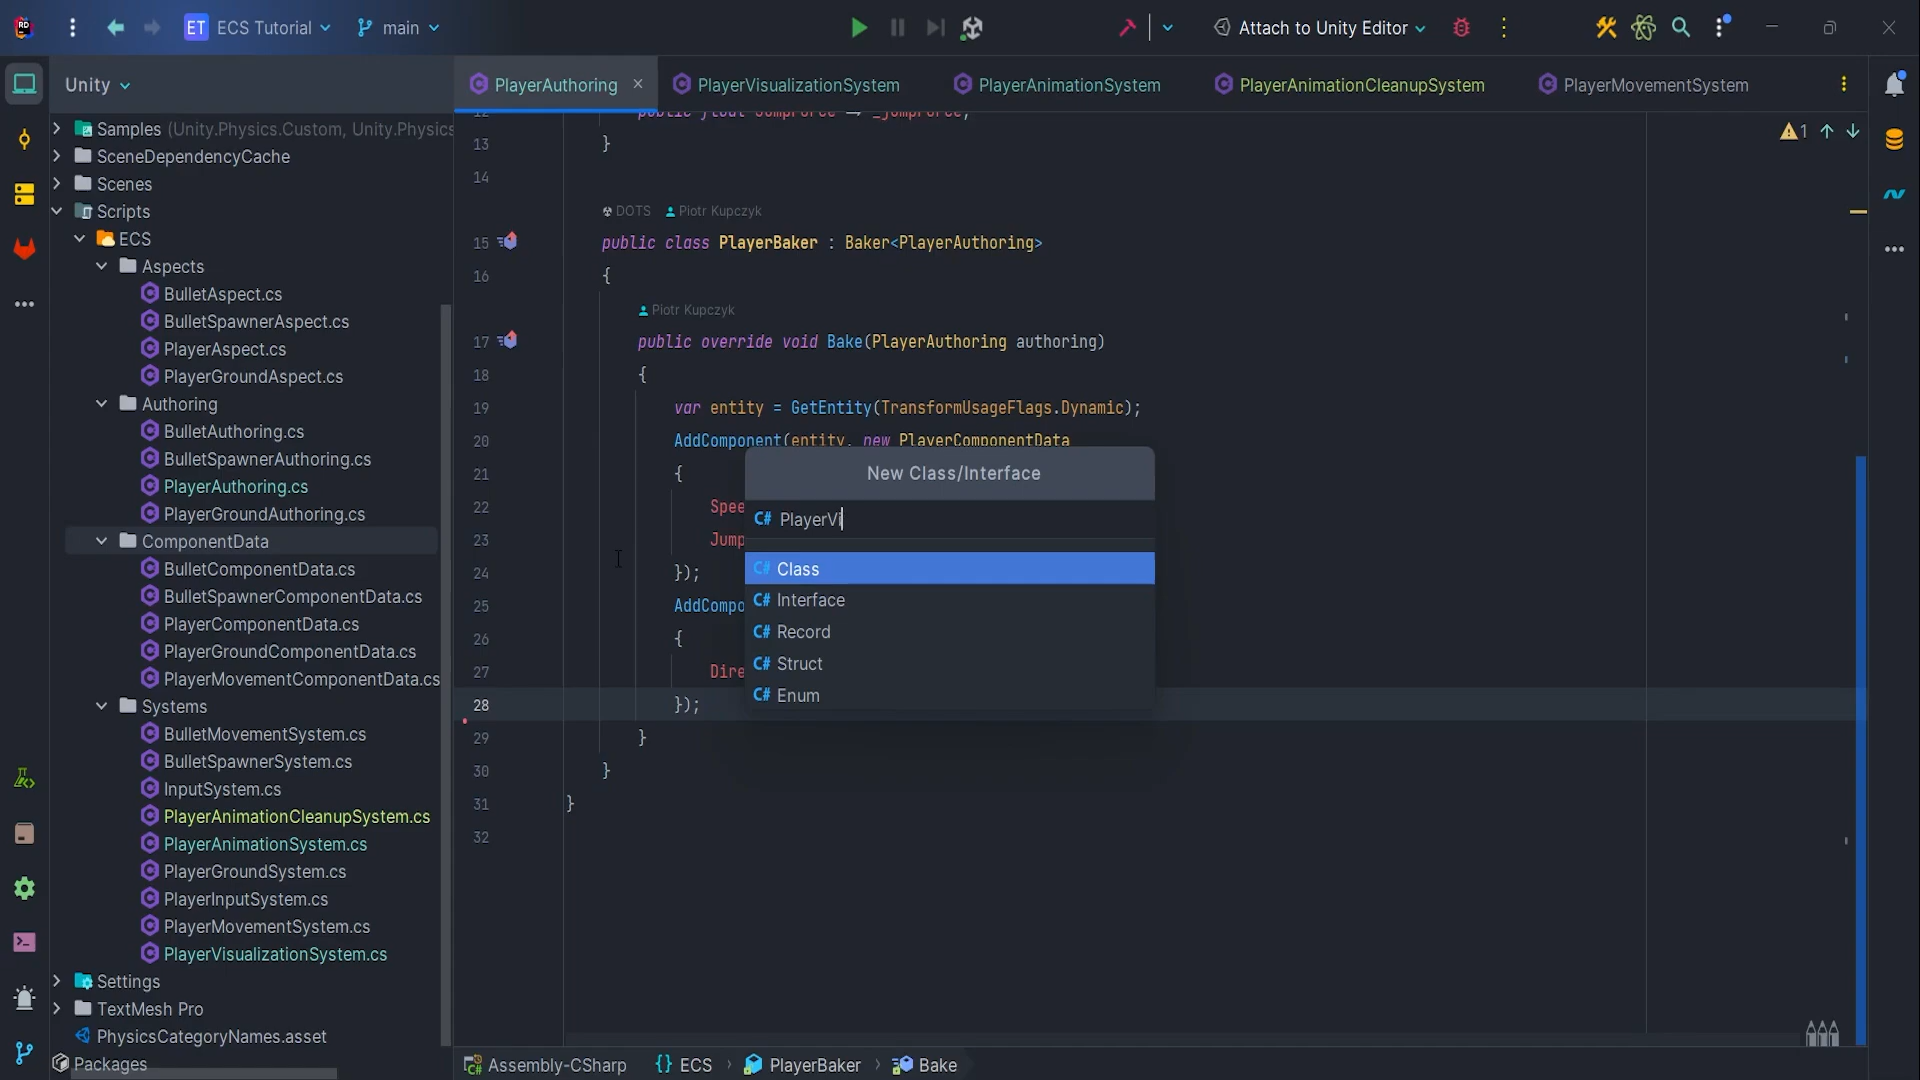 RD
ET ECS Tutorial
main
Attach to Unity Editor
Unity
PlayerAuthoring
PlayerVisualizationSystem
PlayerAnimationSystem
PlayerAnimationCleanupSystem
PlayerMovementSystem
Samples (Unity.Physics.Custom, Unity.Physics
SceneDependencyCache
Scenes
Scripts
ECS
Aspects
BulletAspect.cs
BulletSpawnerAspect.cs
PlayerAspect.cs
PlayerGroundAspect.cs
Authoring
BulletAuthoring.cs
BulletSpawnerAuthoring.cs
PlayerAuthoring.cs
PlayerGroundAuthoring.cs
ComponentData
BulletComponentData.cs
BulletSpawnerComponentData.cs
PlayerComponentData.cs
PlayerGroundComponentData.cs
PlayerMovementComponentData.cs
Systems
BulletMovementSystem.cs
BulletSpawnerSystem.cs
InputSystem.cs
PlayerAnimationCleanupSystem.cs
PlayerAnimationSystem.cs
PlayerGroundSystem.cs
PlayerInputSystem.cs
PlayerMovementSystem.cs
PlayerVisualizationSystem.cs
Settings
TextMesh Pro
PhysicsCategoryNames.asset
Packages
12 public float JumpForce => _jumpForce;
13 }
14
DOTS Piotr Kupczyk
15 public class PlayerBaker : Baker<PlayerAuthoring>
16 {
Piotr Kupczyk
17 public override void Bake(PlayerAuthoring authoring)
18 {
19 var entity = GetEntity(TransformUsageFlags.Dynamic);
20 AddComponent(entity, new PlayerComponentData
21 {
22 Spee
23 Jump
24 });
25 AddCompo
26 {
27 Dire
28 });
29 }
30 }
31 }
32
1
New Class/Interface
C# PlayerVi
C# Class
C# Interface
C# Record
C# Struct
C# Enum
C# Assembly-CSharp {} ECS › PlayerBaker › Bake